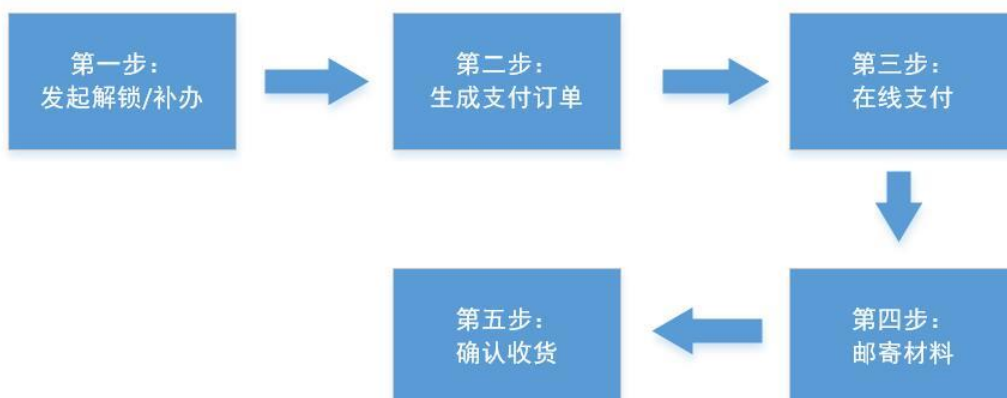 第一步：
发起解锁/补办
第二步：
生成支付订单
第三步：
在线支付
第四步：
邮寄材料
第五步：
确认收货